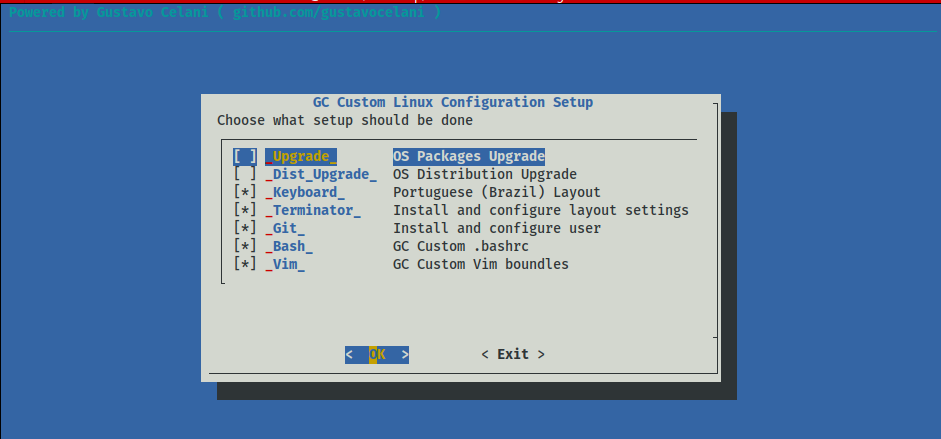 Powered by Gustavo Celani ( github.com/gustavocelani )
GC Custom Linux Configuration Setup
Choose what setup should be done
[ ] _Upgrade_ OS Packages Upgrade
[ ] _Dist_Upgrade_ OS Distribution Upgrade
[*] _Keyboard_ Portuguese (Brazil) Layout
[*] _Terminator_ Install and configure layout settings
[*] _Git_ Install and configure user
[*] _Bash_ GC Custom .bashrc
[*] _Vim_ GC Custom Vim boundles
< OK > < Exit >